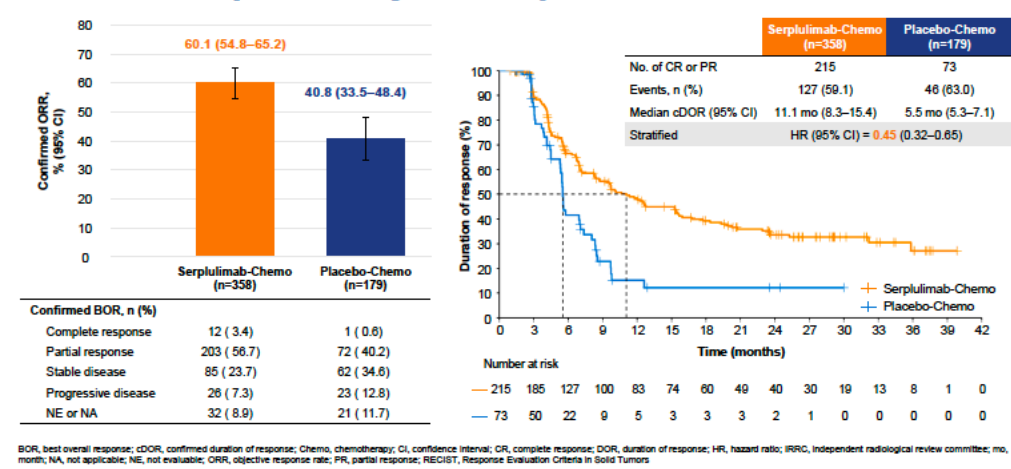 80
70
60
50
40
30
20
10
0
Confirmed ORR,
% (95% CI)
60.1 (54.8–65.2)
40.8 (33.5–48.4)
Serplulimab-Chemo
(n=358)
Placebo-Chemo
(n=179)
Confirmed BOR, n (%)
Complete response 12 ( 3.4) 1 ( 0.6)
Partial response 203 ( 56.7) 72 ( 40.2)
Stable disease 85 ( 23.7) 62 ( 34.6)
Progressive disease 26 ( 7.3) 23 ( 12.8)
NE or NA 32 ( 8.9) 21 ( 11.7)
Serplulimab-Chemo
(n=358)
Placebo-Chemo
(n=179)
No. of CR or PR 215 73
Events, n (%) 127 (59.1) 46 (63.0)
Median cDOR (95% CI) 11.1 mo (8.3–15.4) 5.5 mo (5.3–7.1)
Stratified HR (95% CI) = 0.45 (0.32–0.65)
100
90
80
70
60
50
40
30
20
10
0
Duration of response (%)
Serplulimab-Chemo
Placebo-Chemo
0 3 6 9 12 15 18 21 24 27 30 33 36 39 42
Time (months)
Number at risk
215 185 127 100 83 74 60 49 40 30 19 13 8 1 0
73 50 22 9 5 3 3 3 2 1 0 0 0 0 0
BOR, best overall response; cDOR, confirmed duration of response; Chemo, chemotherapy; CI, confidence interval; CR, complete response; DOR, duration of response; HR, hazard ratio; IRRC, independent radiological review committee; mo,
month; NA, not applicable; NE, not evaluable; ORR, objective response rate; PR, partial response; RECIST, Response Evaluation Criteria in Solid Tumors